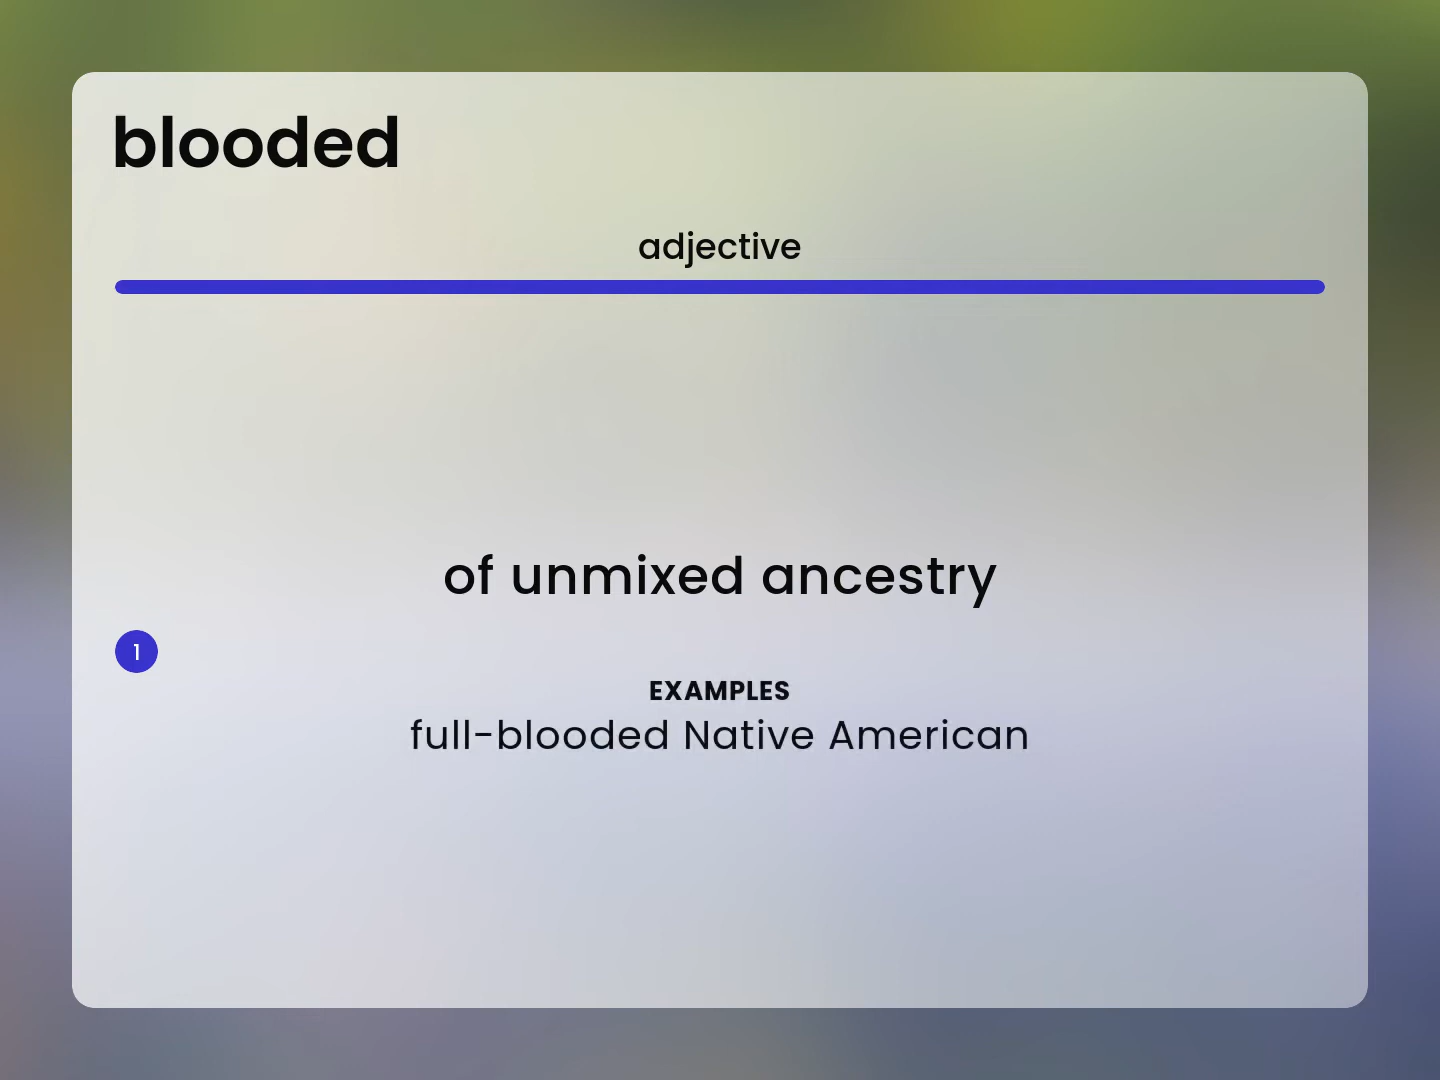 blooded
adjective
of unmixed ancestry
1
EXAMPLES
full-blooded Native American